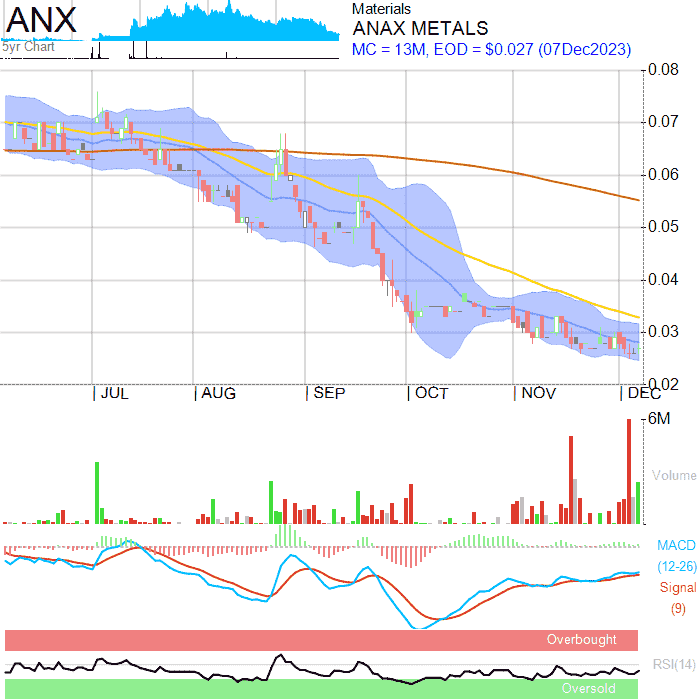 ANX
5yr Chart
Materials
ANAX METALS
MC = 13M, EOD = $0.027 (07Dec2023)
0.08
0.07
0.06
0.05
0.04
0.03
0.02
JUL AUG SEP OCT NOV DEC
6M
Volume
MACD
(12-26)
Signal
(9)
Overbought
RSI(14)
Oversold